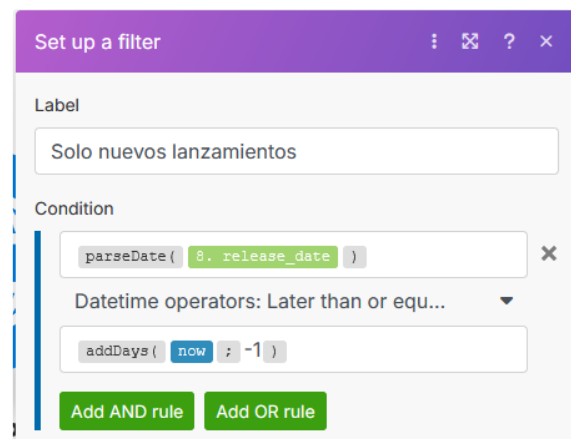 Set up a filter
Label
Solo nuevos lanzamientos
Condition
parseDate( 8. release_date )
Datetime operators: Later than or equ...
addDays( now ; -1 )
Add AND rule Add OR rule